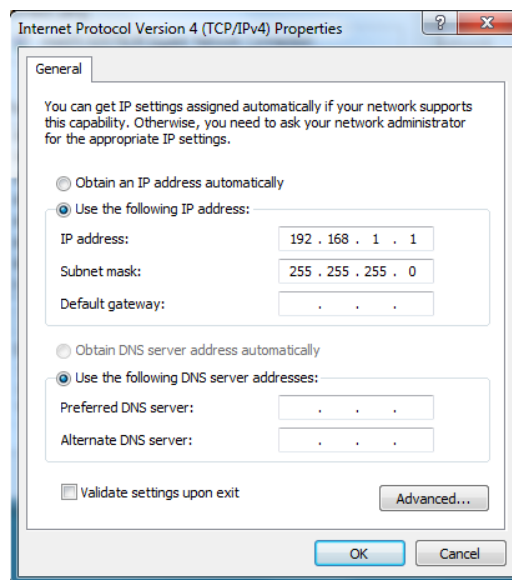 Internet Protocol Version 4 (TCP/IPv4) Properties
General
You can get IP settings assigned automatically if your network supports
this capability. Otherwise, you need to ask your network administrator
for the appropriate IP settings.
Obtain an IP address automatically
Use the following IP address:
IP address: 192 . 168 . 1 . 1
Subnet mask: 255 . 255 . 255 . 0
Default gateway: . . .
Obtain DNS server address automatically
Use the following DNS server addresses:
Preferred DNS server: . . .
Alternate DNS server: . . .
Validate settings upon exit
Advanced...
OK Cancel